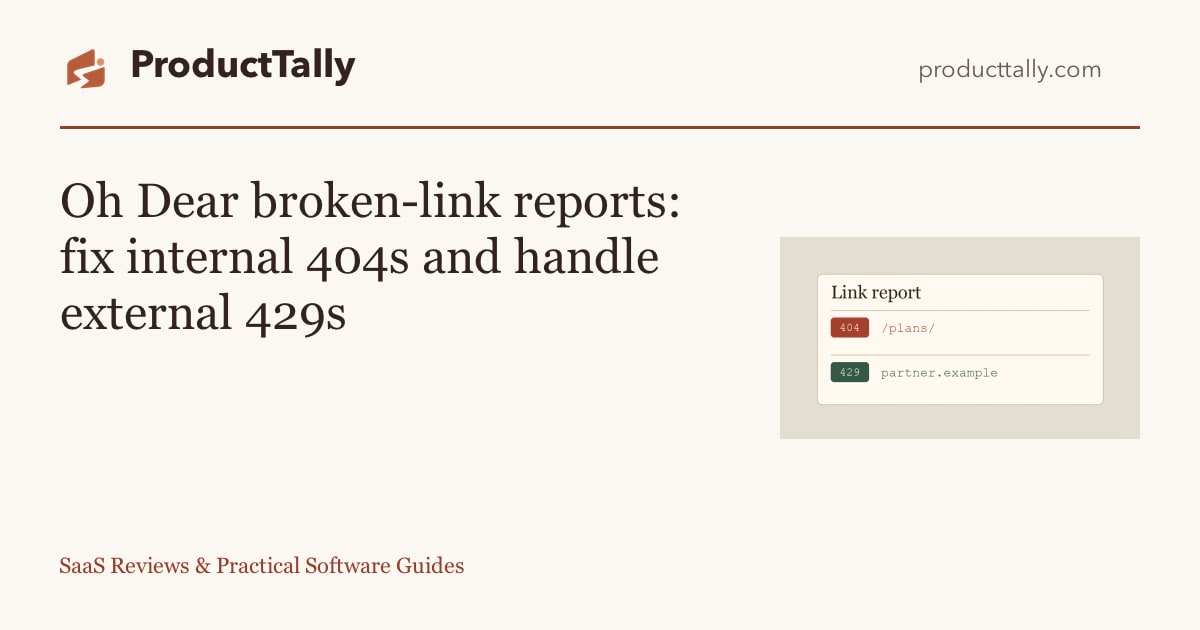 ProductTally
producttally.com
Oh Dear broken-link reports:
fix internal 404s and handle
external 429s
Link report
404 /plans/
429 partner.example
SaaS Reviews & Practical Software Guides